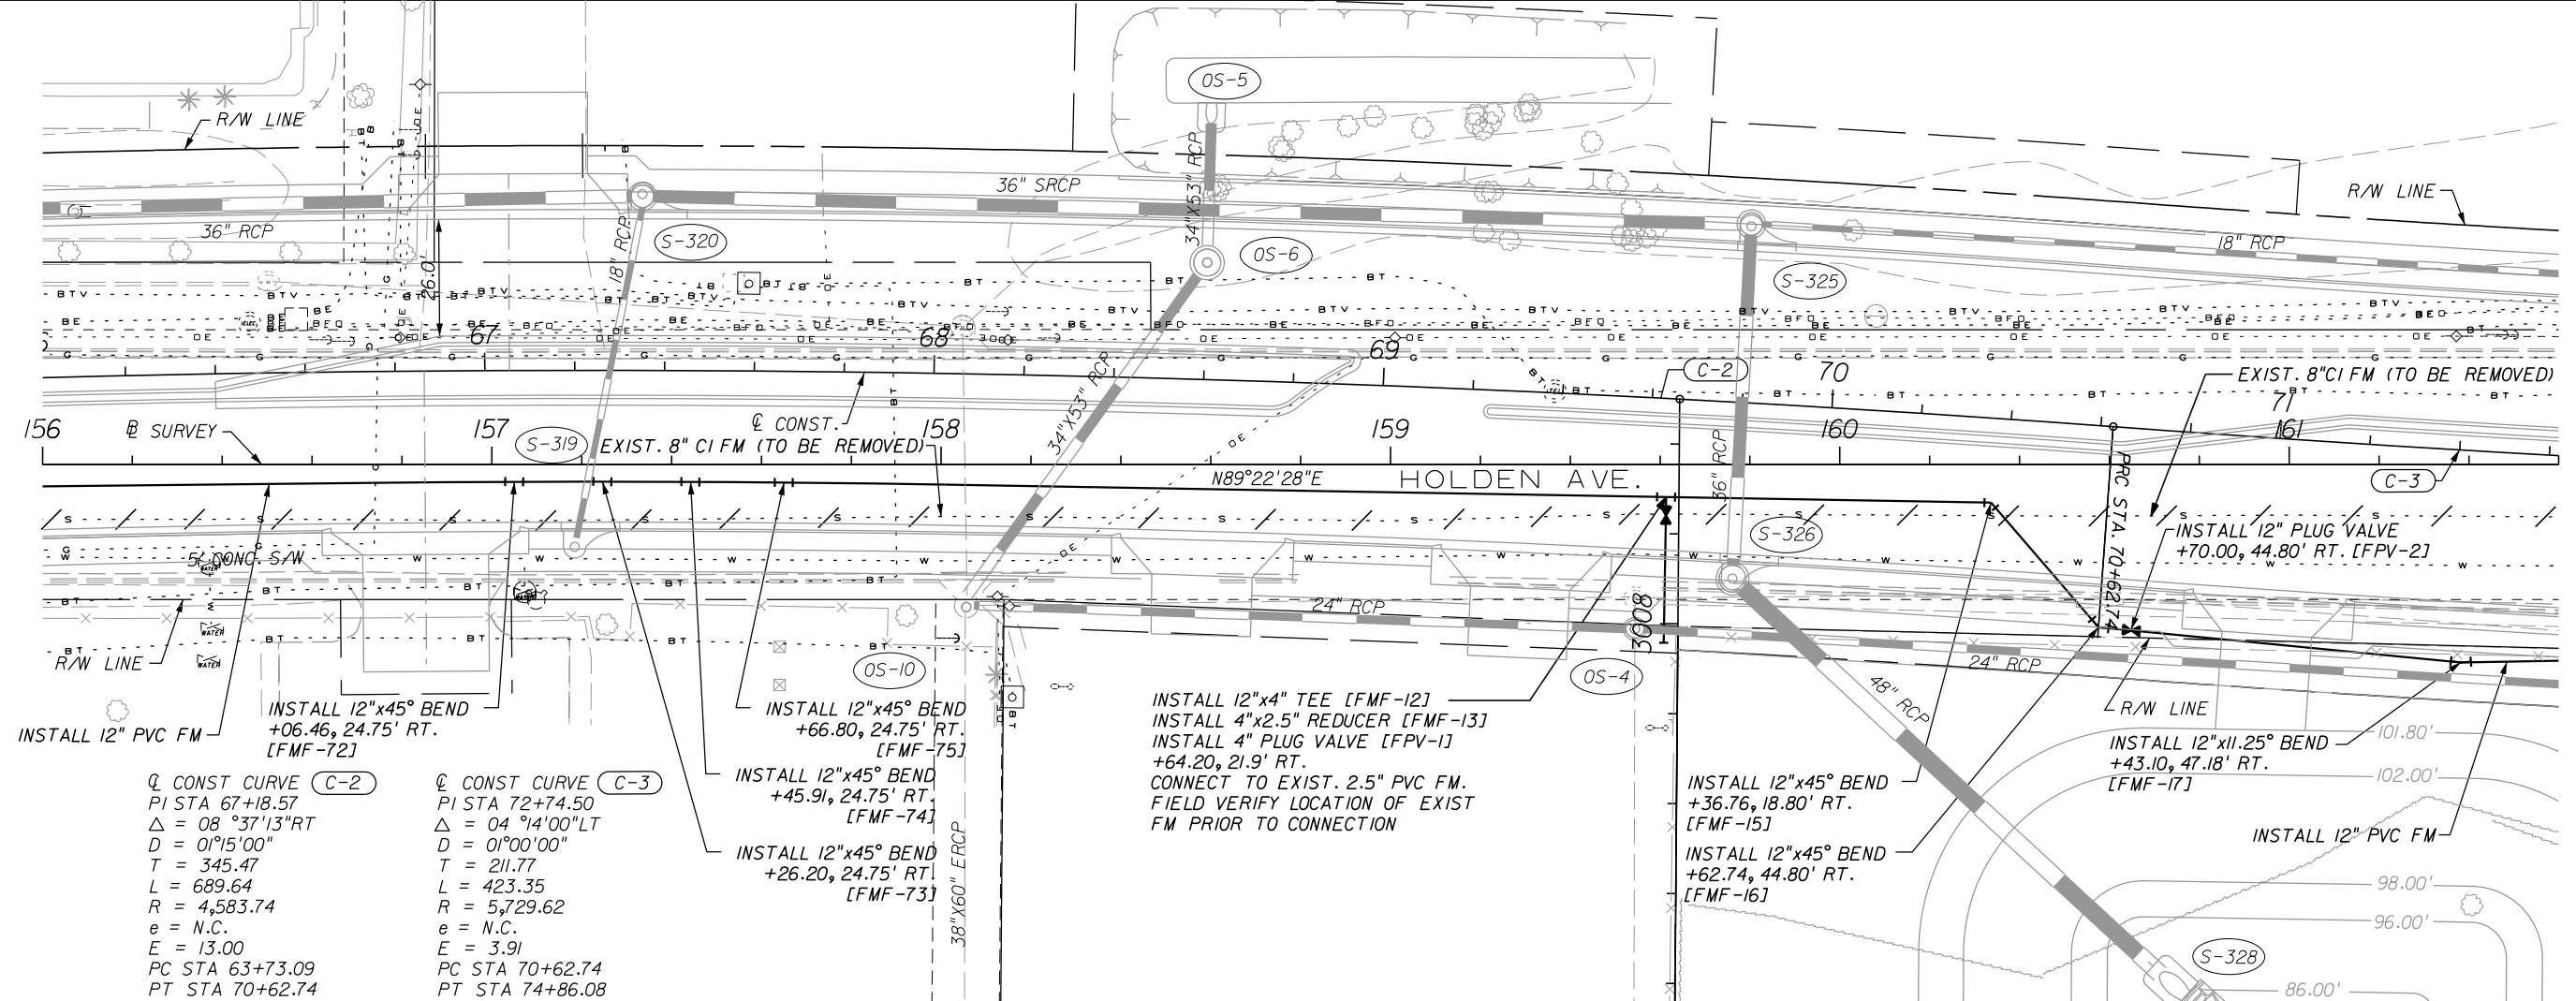 OS-5
R/W LINE
34"X53" RCP
36" SRCP
R/W LINE
36" RCP
S-320
18" RCP
OS-6
18" RCP
26.0'
S-325
67
68
69
C-2
70
EXIST. 8"CI FM (TO BE REMOVED)
71
156
℞ SURVEY
157
S-319
℄ CONST.
EXIST. 8" CI FM (TO BE REMOVED)
158
34"X53" RCP
159
160
161
N89°22'28"E
HOLDEN AVE.
36" RCP
C-3
PRC STA. 70+62.74
5' CONC. S/W
S-326
INSTALL 12" PLUG VALVE
+70.00, 44.80' RT. [FPV-2]
24" RCP
3008
R/W LINE
OS-10
OS-4
24" RCP
48" RCP
R/W LINE
INSTALL 12" PVC FM
INSTALL 12"x45° BEND
+06.46, 24.75' RT.
[FMF-72]
INSTALL 12"x45° BEND
+66.80, 24.75' RT.
[FMF-75]
INSTALL 12"x45° BEND
+45.91, 24.75' RT.
[FMF-74]
INSTALL 12"x45° BEND
+26.20, 24.75' RT.
[FMF-73]
38"X60" ERCP
INSTALL 12"x4" TEE [FMF-12]
INSTALL 4"x2.5" REDUCER [FMF-13]
INSTALL 4" PLUG VALVE [FPV-1]
+64.20, 21.9' RT.
CONNECT TO EXIST. 2.5" PVC FM.
FIELD VERIFY LOCATION OF EXIST
FM PRIOR TO CONNECTION
INSTALL 12"x45° BEND
+36.76, 18.80' RT.
[FMF-15]
INSTALL 12"x45° BEND
+62.74, 44.80' RT.
[FMF-16]
INSTALL 12"x11.25° BEND
+43.10, 47.18' RT.
[FMF-17]
INSTALL 12" PVC FM
101.80'
102.00'
98.00'
96.00'
86.00'
S-328
℄ CONST CURVE C-2
PI STA 67+18.57
△ = 08 °37'13"RT
D = 01°15'00"
T = 345.47
L = 689.64
R = 4,583.74
e = N.C.
E = 13.00
PC STA 63+73.09
PT STA 70+62.74
℄ CONST CURVE C-3
PI STA 72+74.50
△ = 04 °14'00"LT
D = 01°00'00"
T = 211.77
L = 423.35
R = 5,729.62
e = N.C.
E = 3.91
PC STA 70+62.74
PT STA 74+86.08